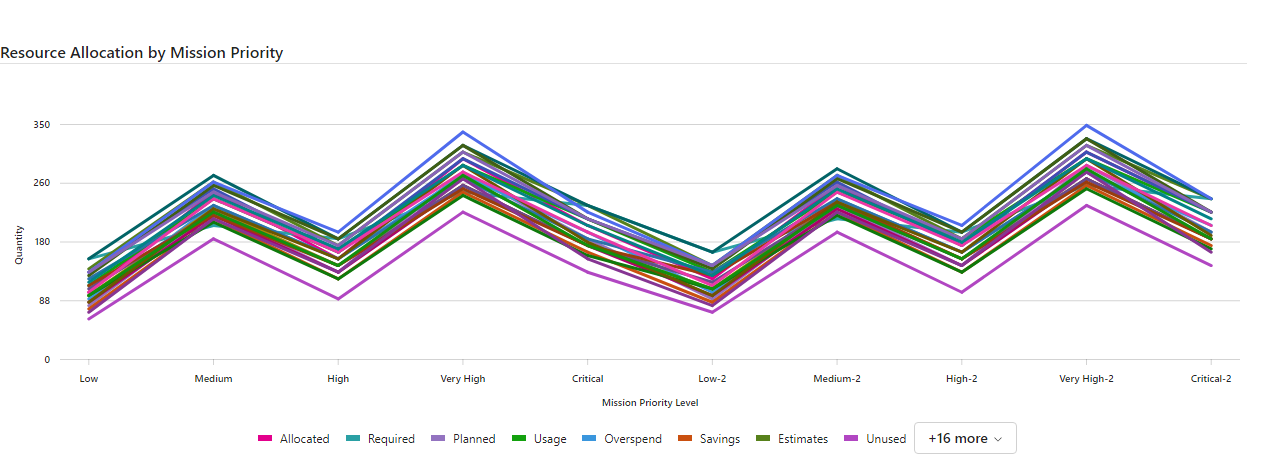 Resource Allocation by Mission Priority
350
260
180
88
0
Quantity
Low Medium High Very High Critical Low-2 Medium-2 High-2 Very High-2 Critical-2
Mission Priority Level
Allocated Required Planned Usage Overspend Savings Estimates Unused +16 more